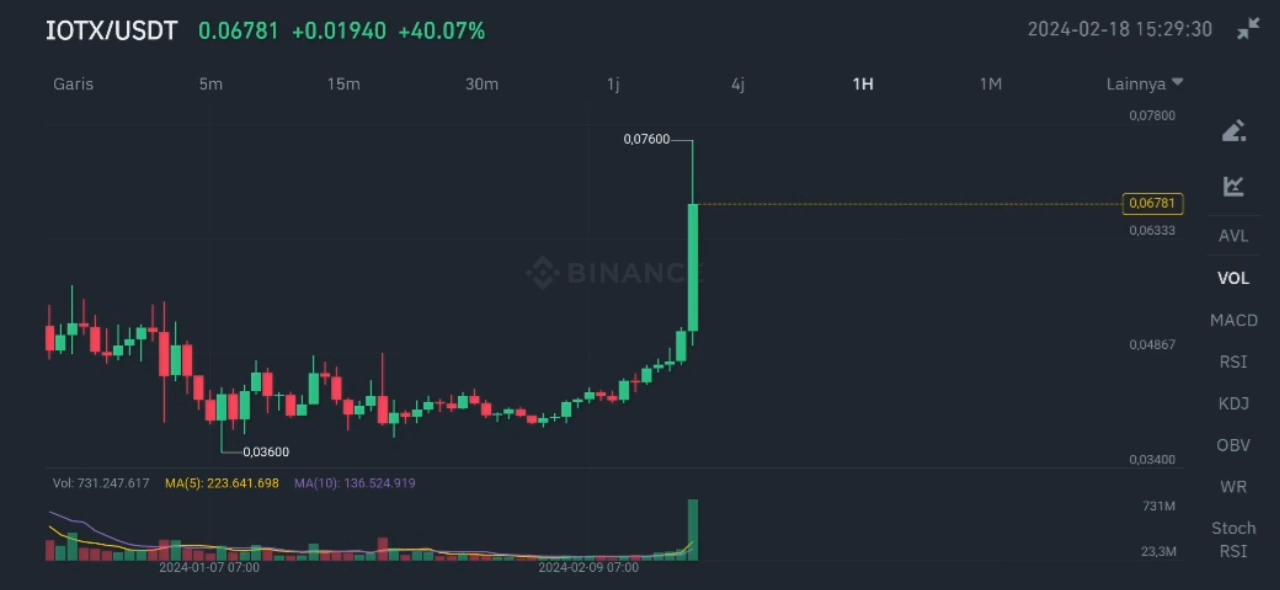 IOTX/USDT 0.06781 +0.01940 +40.07% 2024-02-18 15:29:30
Garis 5m 15m 30m 1j 4j 1H 1M Lainnya
0,07800
0,07600
0,06781
0,06333
AVL
BINANCE
VOL
MACD
0,04867
RSI
KDJ
0,03600
OBV
0,03400
Vol: 731.247.617 MA(5): 223.641.698 MA(10): 136.524.919
WR
731M
Stoch
RSI
23,3M
2024-01-07 07:00 2024-02-09 07:00